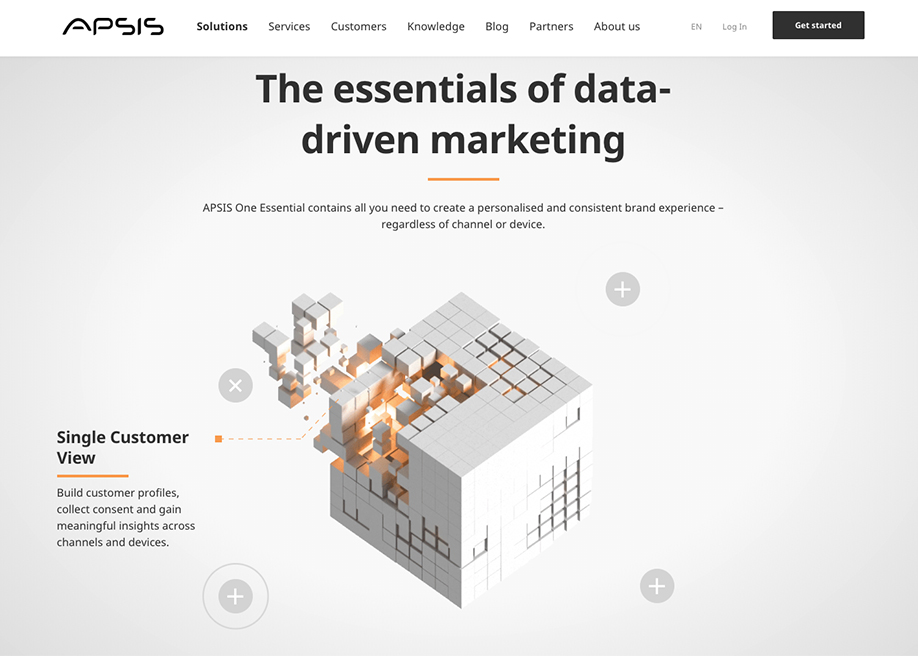 APSIS
Solutions Services Customers Knowledge Blog Partners About us EN Log In Get started
The essentials of data-
driven marketing
APSIS One Essential contains all you need to create a personalised and consistent brand experience –
regardless of channel or device.
Single Customer
View
Build customer profiles,
collect consent and gain
meaningful insights across
channels and devices.